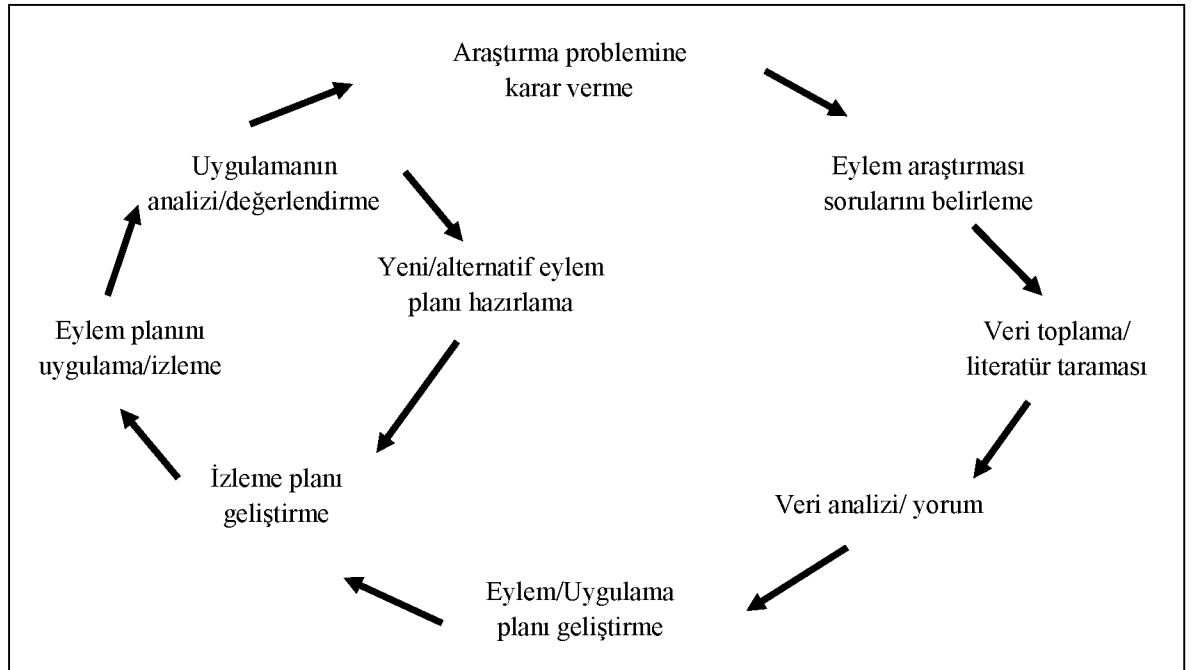 Araştırma problemine
karar verme
Eylem araştırması
sorularını belirleme
Veri toplama/
literatür taraması
Veri analizi/ yorum
Eylem/Uygulama
planı geliştirme
İzleme planı
geliştirme
Eylem planını
uygulama/izleme
Uygulamanın
analizi/değerlendirme
Yeni/alternatif eylem
planı hazırlama